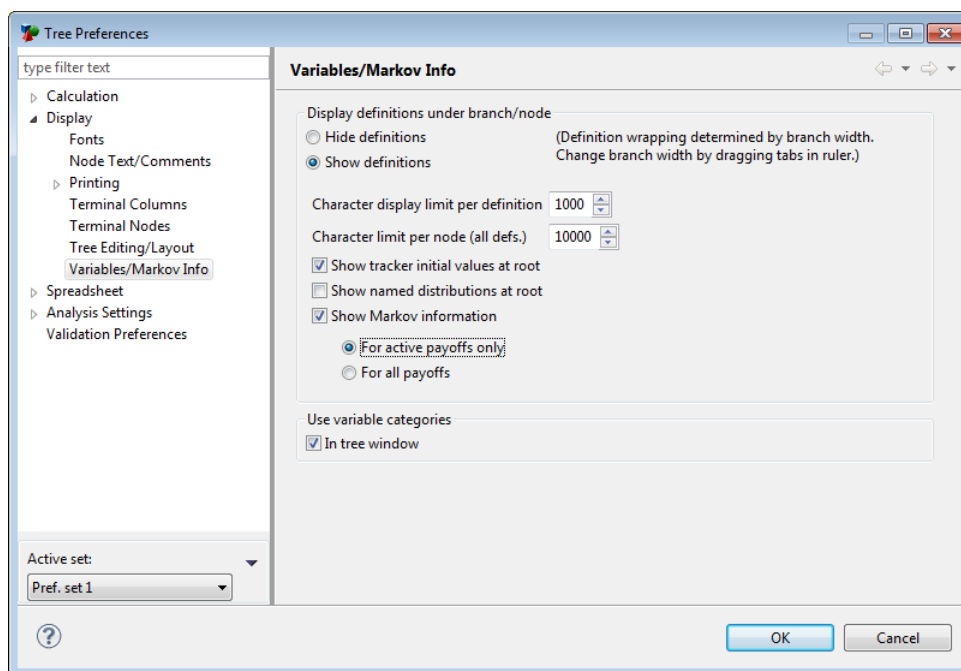 Tree Preferences
type filter text
Calculation
Display
Fonts
Node Text/Comments
Printing
Terminal Columns
Terminal Nodes
Tree Editing/Layout
Variables/Markov Info
Spreadsheet
Analysis Settings
Validation Preferences
Active set:
Pref. set 1
Variables/Markov Info
Display definitions under branch/node
Hide definitions
(Definition wrapping determined by branch width.
Show definitions
Change branch width by dragging tabs in ruler.)
Character display limit per definition 1000
Character limit per node (all defs.) 10000
Show tracker initial values at root
Show named distributions at root
Show Markov information
For active payoffs only
For all payoffs
Use variable categories
In tree window
?
OK
Cancel